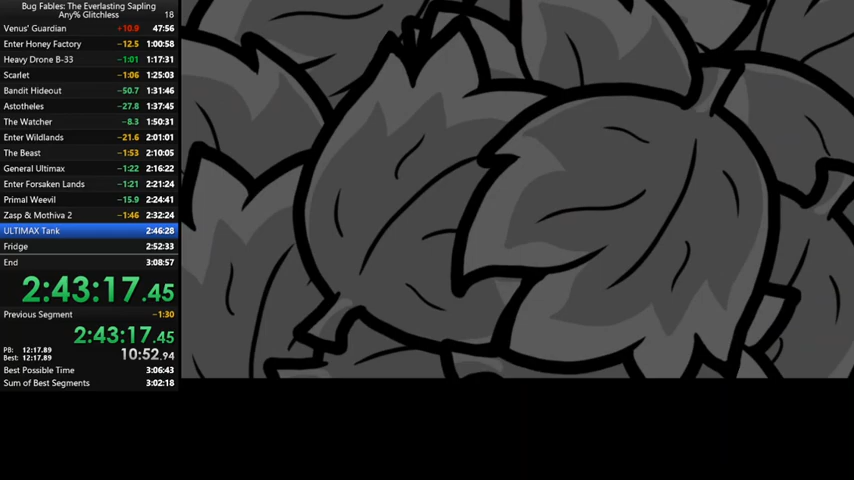 Bug Fables: The Everlasting Sapling
Any% Glitchless 18
Venus' Guardian +10.9 47:56
Enter Honey Factory −12.5 1:00:58
Heavy Drone B-33 −1:01 1:17:31
Scarlet −1:06 1:25:03
Bandit Hideout −50.7 1:31:46
Astotheles −27.8 1:37:45
The Watcher −8.3 1:50:31
Enter Wildlands −21.6 2:01:01
The Beast −1:53 2:10:05
General Ultimax −1:22 2:16:22
Enter Forsaken Lands −1:21 2:21:24
Primal Weevil −15.9 2:24:41
Zasp & Mothiva 2 −1:46 2:32:24
ULTIMAX Tank 2:46:28
Fridge 2:52:33
End 3:08:57
2:43:17.45
Previous Segment −1:30
2:43:17.45
PB: 12:17.89
Best: 12:17.89
10:52.94
Best Possible Time 3:06:43
Sum of Best Segments 3:02:18